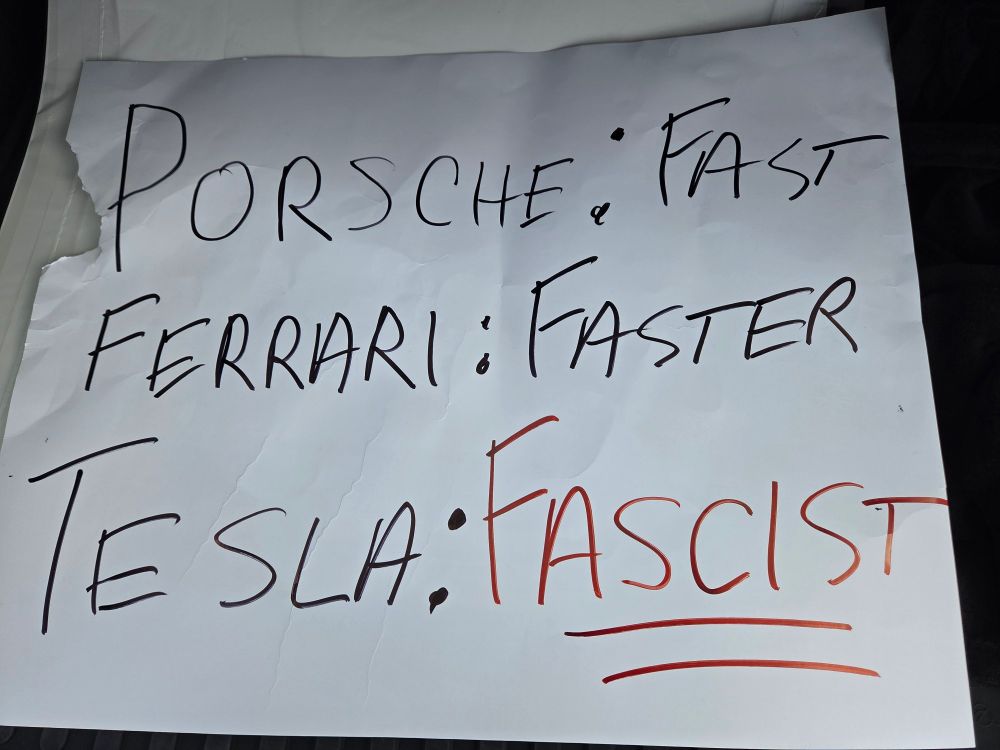 PORSCHE: FAST
FERRARI: FASTER
TESLA: FASCIST